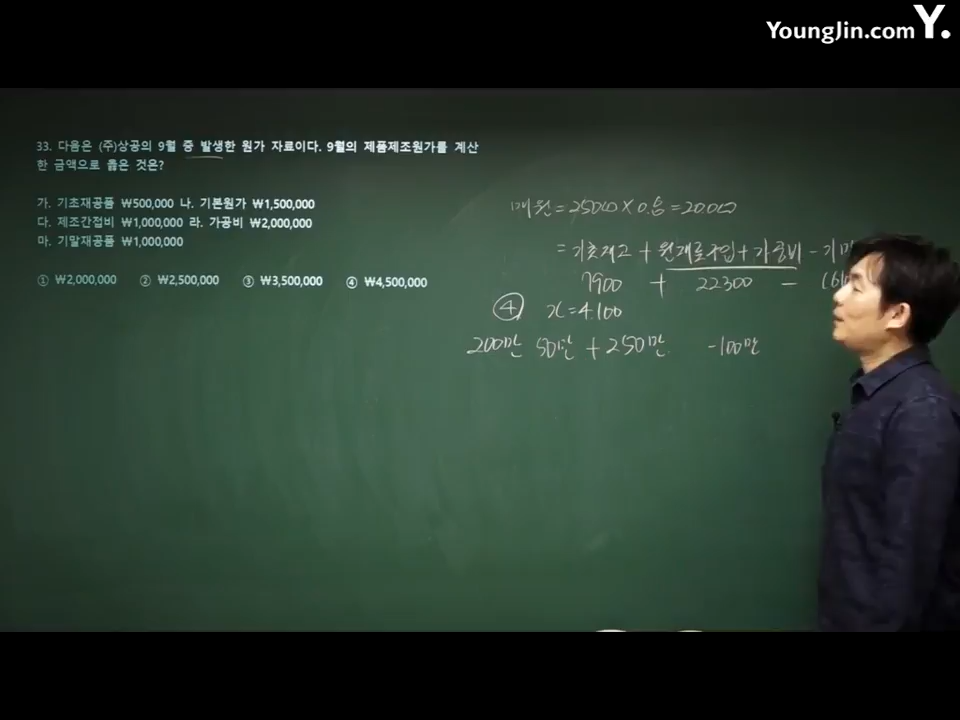 YoungJin.com Y.
33. 다음은 (주)상공의 9월 중 발생한 원가 자료이다. 9월의 제품제조원가를 계산
한 금액으로 옳은 것은?
가. 기초재공품 ₩500,000 나. 기본원가 ₩1,500,000
다. 제조간접비 ₩1,000,000 라. 가공비 ₩2,000,000
마. 기말재공품 ₩1,000,000
① ₩2,000,000 ② ₩2,500,000 ③ ₩3,500,000 ④ ₩4,500,000
= 25000 × 0.8 = 20.000
= 기초재고 + 원재료투입 + 가공비 - 기말
7900 + 22300 -
④ x = 4.100
200만 50만 + 250만 -100만